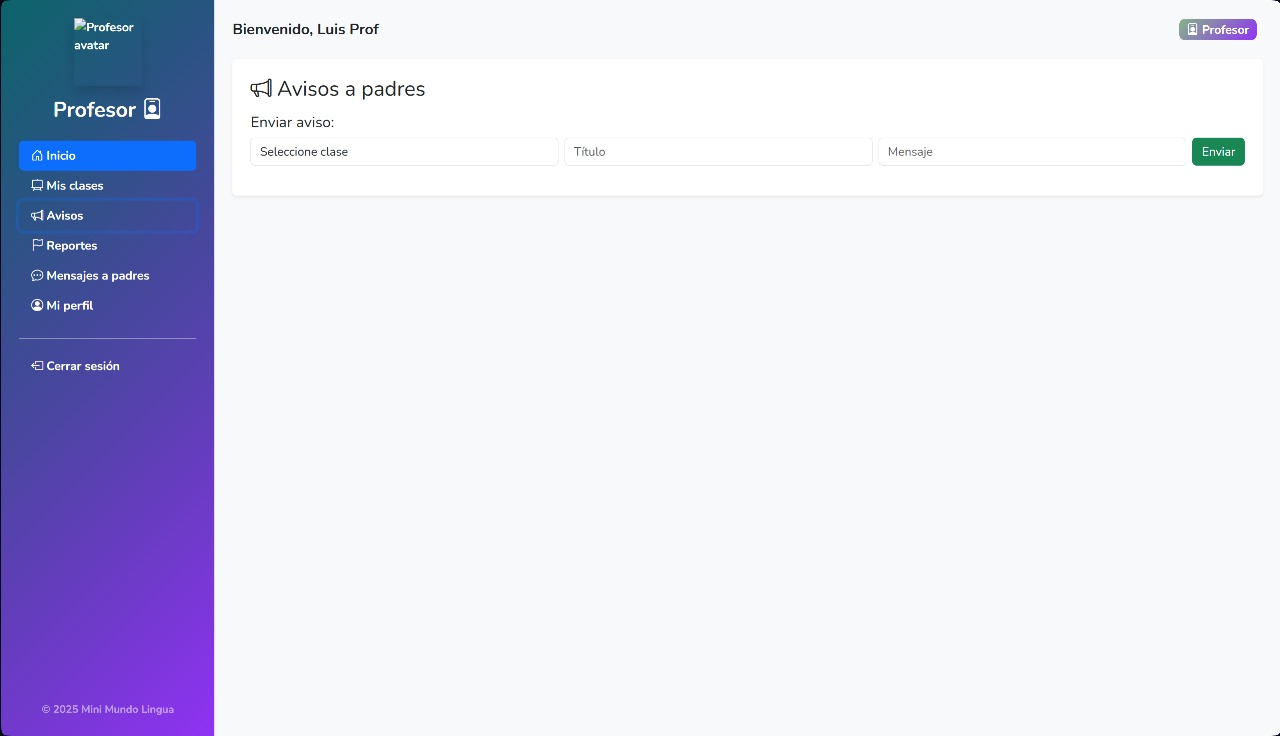 Profesor
avatar
Profesor
Inicio
Mis clases
Avisos
Reportes
Mensajes a padres
Mi perfil
Cerrar sesión
© 2025 Mini Mundo Lingua
Bienvenido, Luis Prof
Profesor
Avisos a padres
Enviar aviso:
Seleccione clase
Título
Mensaje
Enviar